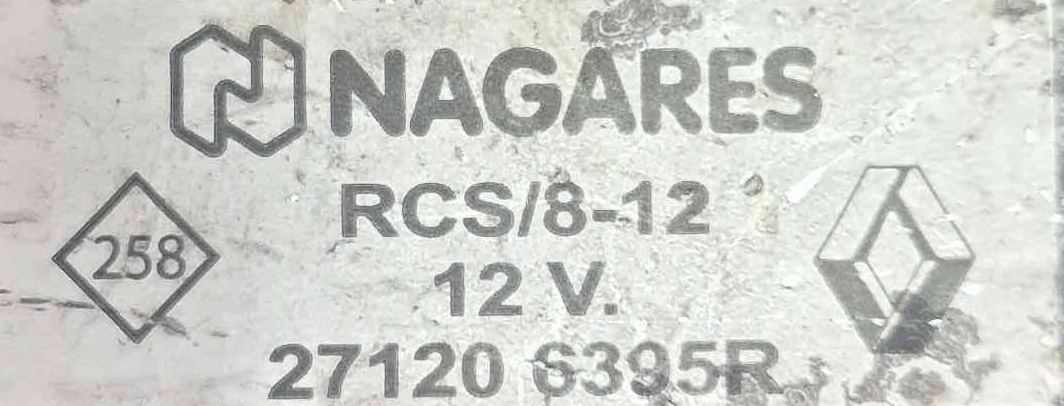 NAGARES
RCS/8-12
258
12 V.
27120 6395R